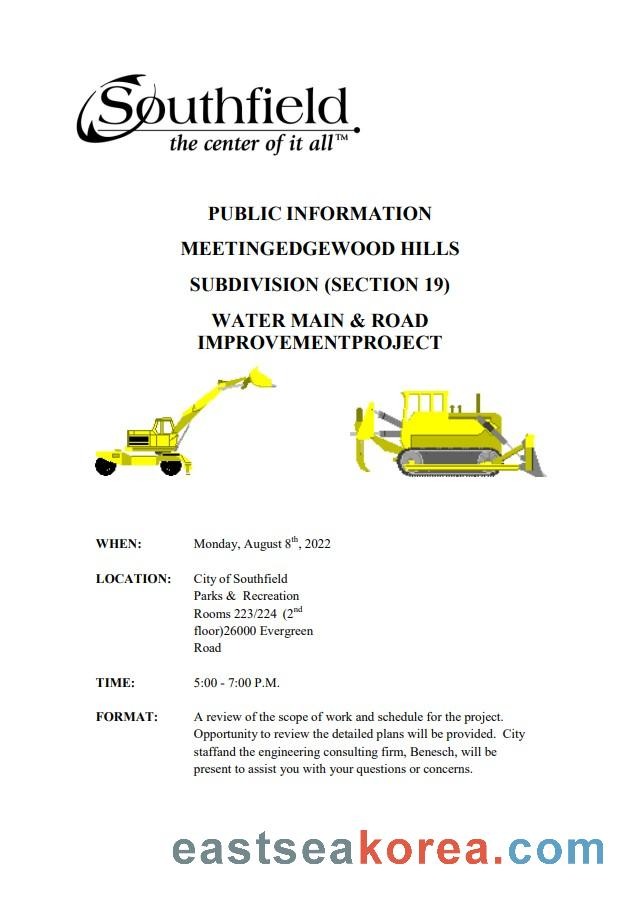 Southfield
the center of it all™
PUBLIC INFORMATION
MEETINGEDGEWOOD HILLS
SUBDIVISION (SECTION 19)
WATER MAIN & ROAD
IMPROVEMENTPROJECT
WHEN: Monday, August 8th, 2022
LOCATION: City of Southfield
Parks & Recreation
Rooms 223/224 (2nd
floor)26000 Evergreen
Road
TIME: 5:00 - 7:00 P.M.
FORMAT: A review of the scope of work and schedule for the project.
Opportunity to review the detailed plans will be provided. City
staffand the engineering consulting firm, Benesch, will be
present to assist you with your questions or concerns.
eastseakorea.com